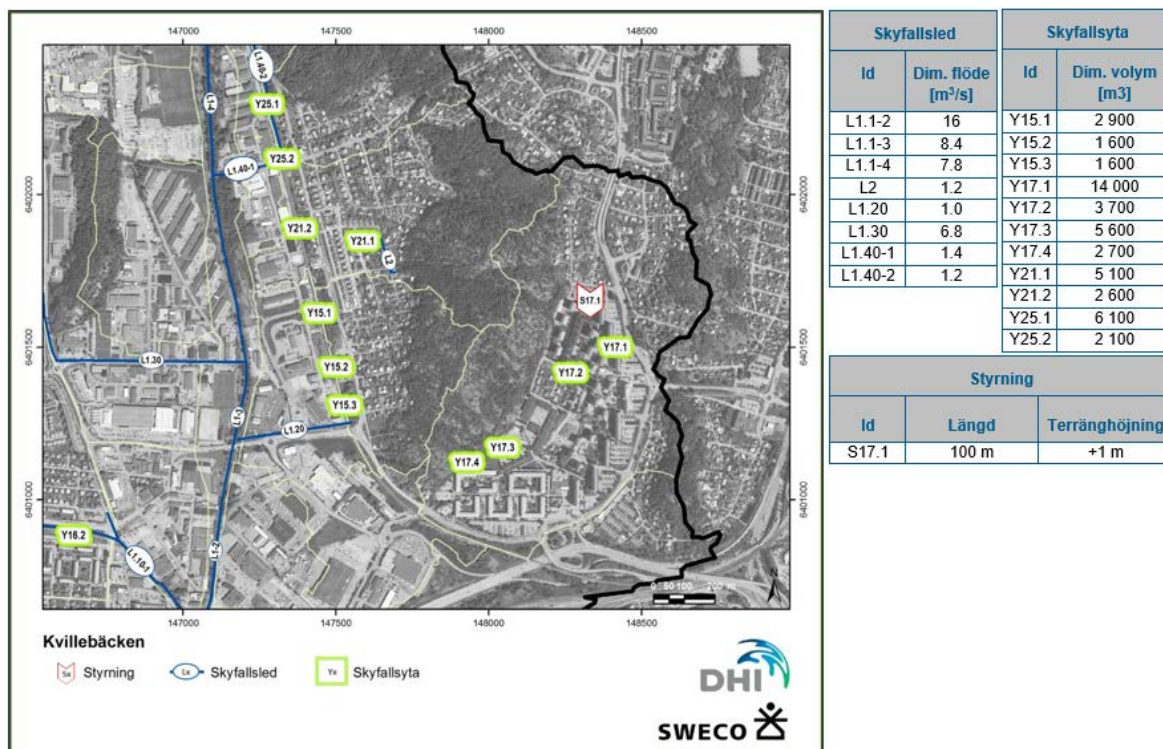 147000 147500 148000 148500
6402000 6402000
6401500 6401500
6401000 6401000
L1.40-2
L1-4
Y25.1
Y25.2
L1.40-1
Y21.2
Y21.1
L2
S17.1
Y15.1
Y17.1
L1.30
Y15.2
Y17.2
Y15.3
L1-3
L1.20
Y17.3
Y17.4
Y16.2
L1-2
L1.10-1
0 50 100 200 m
N
147000 147500 148000 148500
Kvillebäcken
Sx Styrning Lx Skyfallsled Yx Skyfallsyta
DHI
SWECO
Skyfallsled
Id Dim. flöde
[m³/s]
L1.1-2 16
L1.1-3 8.4
L1.1-4 7.8
L2 1.2
L1.20 1.0
L1.30 6.8
L1.40-1 1.4
L1.40-2 1.2
Skyfallsyta
Id Dim. volym
[m3]
Y15.1 2 900
Y15.2 1 600
Y15.3 1 600
Y17.1 14 000
Y17.2 3 700
Y17.3 5 600
Y17.4 2 700
Y21.1 5 100
Y21.2 2 600
Y25.1 6 100
Y25.2 2 100
Styrning
Id Längd Terränghöjning
S17.1 100 m +1 m